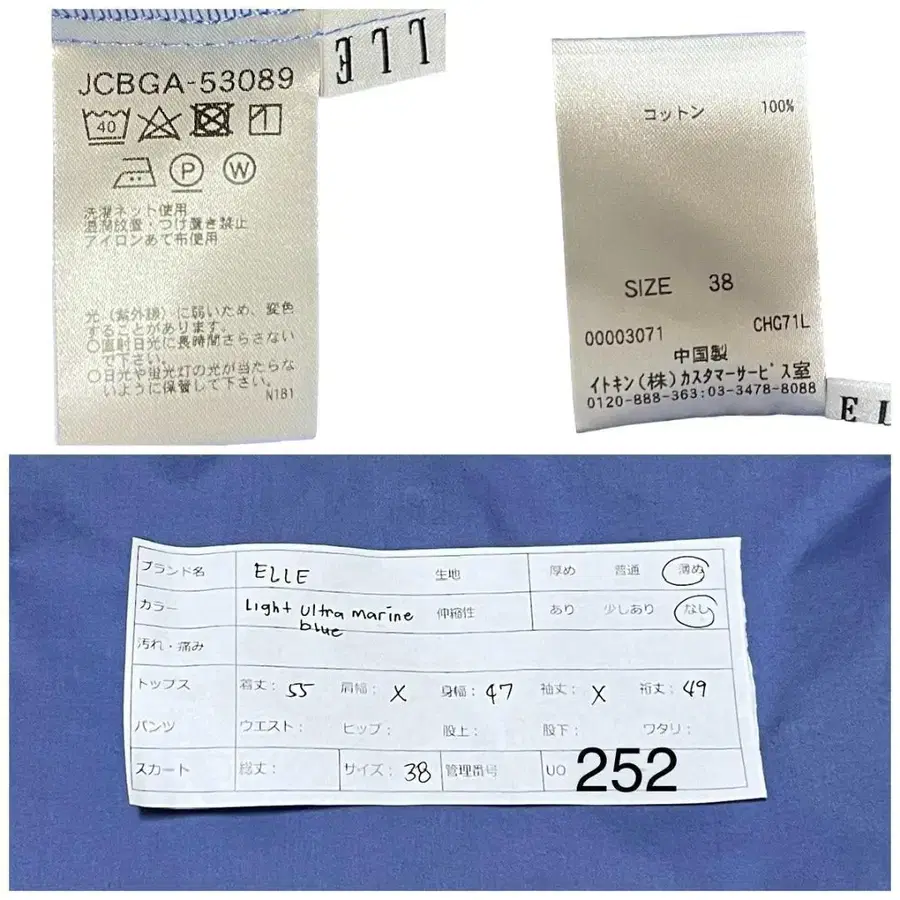 ELLE
JCBGA-53089
40
P W
洗濯ネット使用
湿潤放置・つけ置き禁止
アイロンあて布使用
光(紫外線)に弱いため、変色
することがあります。
○直射日光に長時間さらさない
で下さい。
○日光や蛍光灯の光が当たらな
いように保管して下さい。
N1B1
コットン 100%
SIZE 38
00003071 CHG71L
中国製
イトキン(株)カスタマーサービス室
0120-888-363:03-3478-8088
EL
ブランド名 ELLE 生地 厚め 普通 薄め
カラー Light ultra marine blue 伸縮性 あり 少しあり なし
汚れ・痛み
トップス 着丈: 55 肩幅: X 身幅: 47 袖丈: X 裄丈: 49
パンツ ウエスト: ヒップ: 股上: 股下: ワタリ:
スカート 総丈: サイズ: 38 管理番号 UO 252